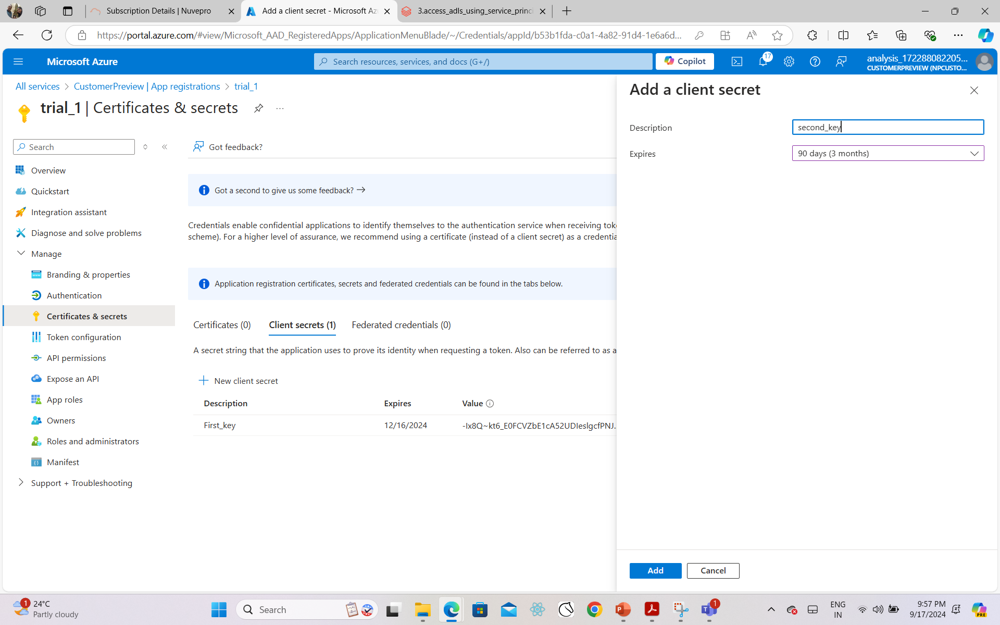 Subscription Details | Nuvepro
Add a client secret - Microsoft Az
3.access_adls_using_service_princi
https://portal.azure.com/#view/Microsoft_AAD_RegisteredApps/ApplicationMenuBlade/~/Credentials/appId/b53b1fda-c0a1-4a82-91d4-1e6a6d...
Microsoft Azure
Search resources, services, and docs (G+/)
Copilot
17
analysis_172288082205...
CUSTOMERPREVIEW (NPCUSTO...
All services > CustomerPreview | App registrations > trial_1
trial_1 | Certificates & secrets
Search
Overview
Quickstart
Integration assistant
Diagnose and solve problems
Manage
Branding & properties
Authentication
Certificates & secrets
Token configuration
API permissions
Expose an API
App roles
Owners
Roles and administrators
Manifest
Support + Troubleshooting
Got feedback?
Got a second to give us some feedback? →
Credentials enable confidential applications to identify themselves to the authentication service when receiving tok
scheme). For a higher level of assurance, we recommend using a certificate (instead of a client secret) as a credentia
Application registration certificates, secrets and federated credentials can be found in the tabs below.
Certificates (0) Client secrets (1) Federated credentials (0)
A secret string that the application uses to prove its identity when requesting a token. Also can be referred to as a
+ New client secret
Description Expires Value
First_key 12/16/2024 -Ix8Q~kt6_E0FCVZbE1cA52UDIeslgcfPNJ.
Add a client secret
Description second_key
Expires 90 days (3 months)
Add Cancel
1
24°C
Partly cloudy
Search
PRE
1
ENG
IN
9:57 PM
9/17/2024
PRE